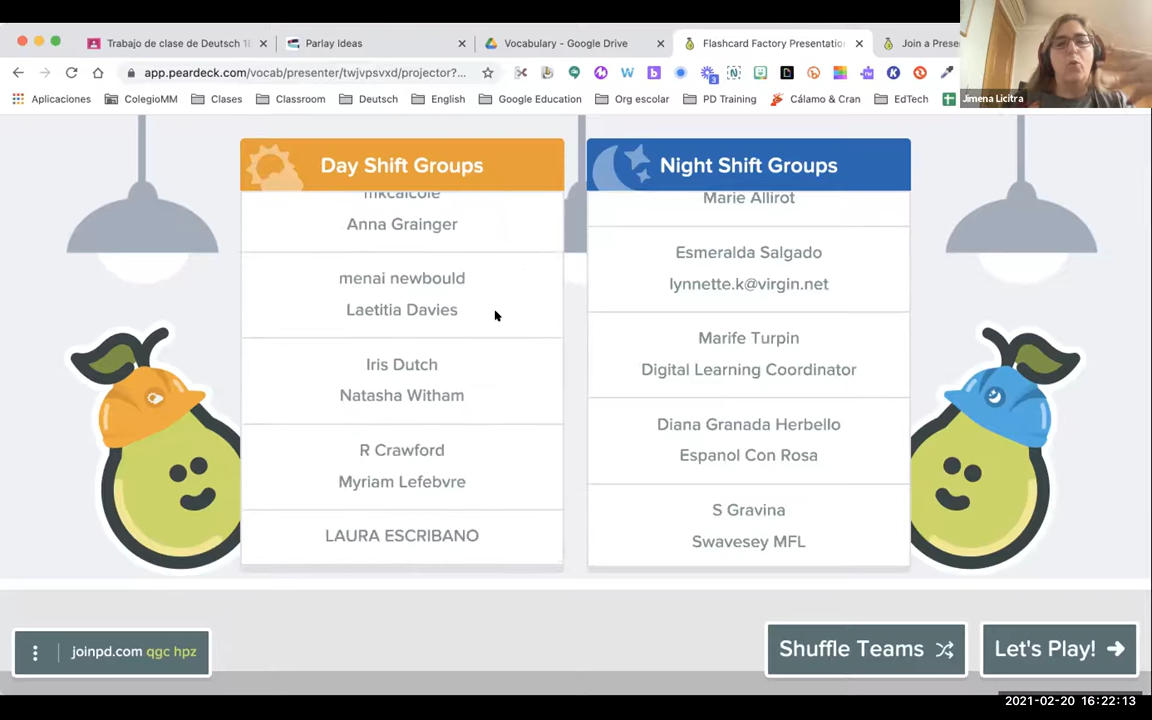 Trabajo de clase de Deutsch 1
Parlay Ideas
Vocabulary - Google Drive
Flashcard Factory Presentation
Join a Prese
app.peardeck.com/vocab/presenter/twjvpsvxd/projector?...
Aplicaciones
ColegioMM
Clases
Classroom
Deutsch
English
Google Education
Org escolar
PD Training
Cálamo & Cran
EdTech
Jimena Licitra
Day Shift Groups
mkcalcole
Anna Grainger
menai newbould
Laetitia Davies
Iris Dutch
Natasha Witham
R Crawford
Myriam Lefebvre
LAURA ESCRIBANO
Night Shift Groups
Marie Allirot
Esmeralda Salgado
lynnette.k@virgin.net
Marife Turpin
Digital Learning Coordinator
Diana Granada Herbello
Espanol Con Rosa
S Gravina
Swavesey MFL
joinpd.com qgc hpz
Shuffle Teams
Let's Play!
2021-02-20 16:22:13